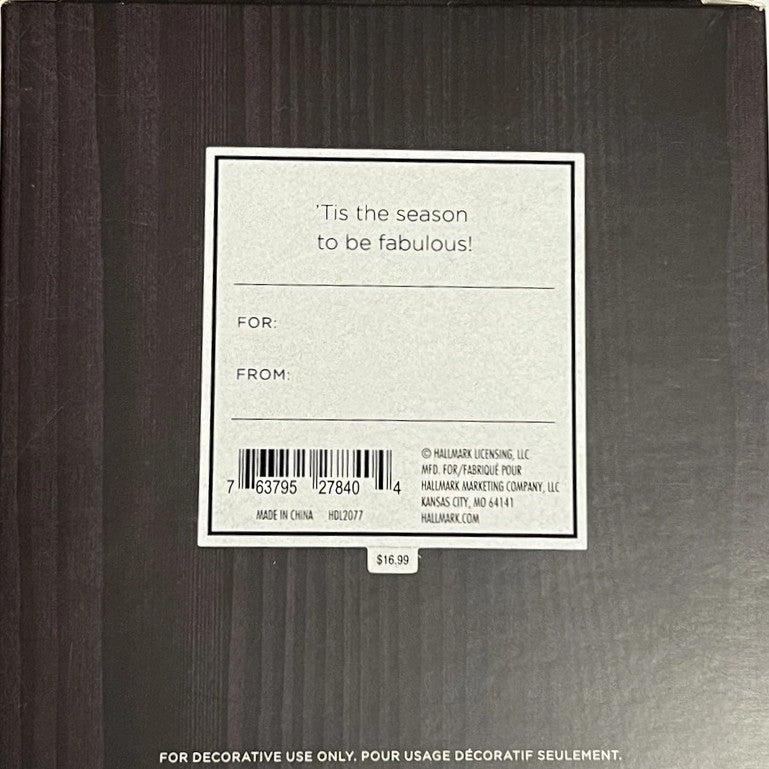 'Tis the season
to be fabulous!
FOR:
FROM:
7 63795 27840 4
MADE IN CHINA HDL2077
© HALLMARK LICENSING, LLC
MFD. FOR/FABRIQUÉ POUR
HALLMARK MARKETING COMPANY, LLC
KANSAS CITY, MO 64141
HALLMARK.COM
$16.99
FOR DECORATIVE USE ONLY. POUR USAGE DÉCORATIF SEULEMENT.